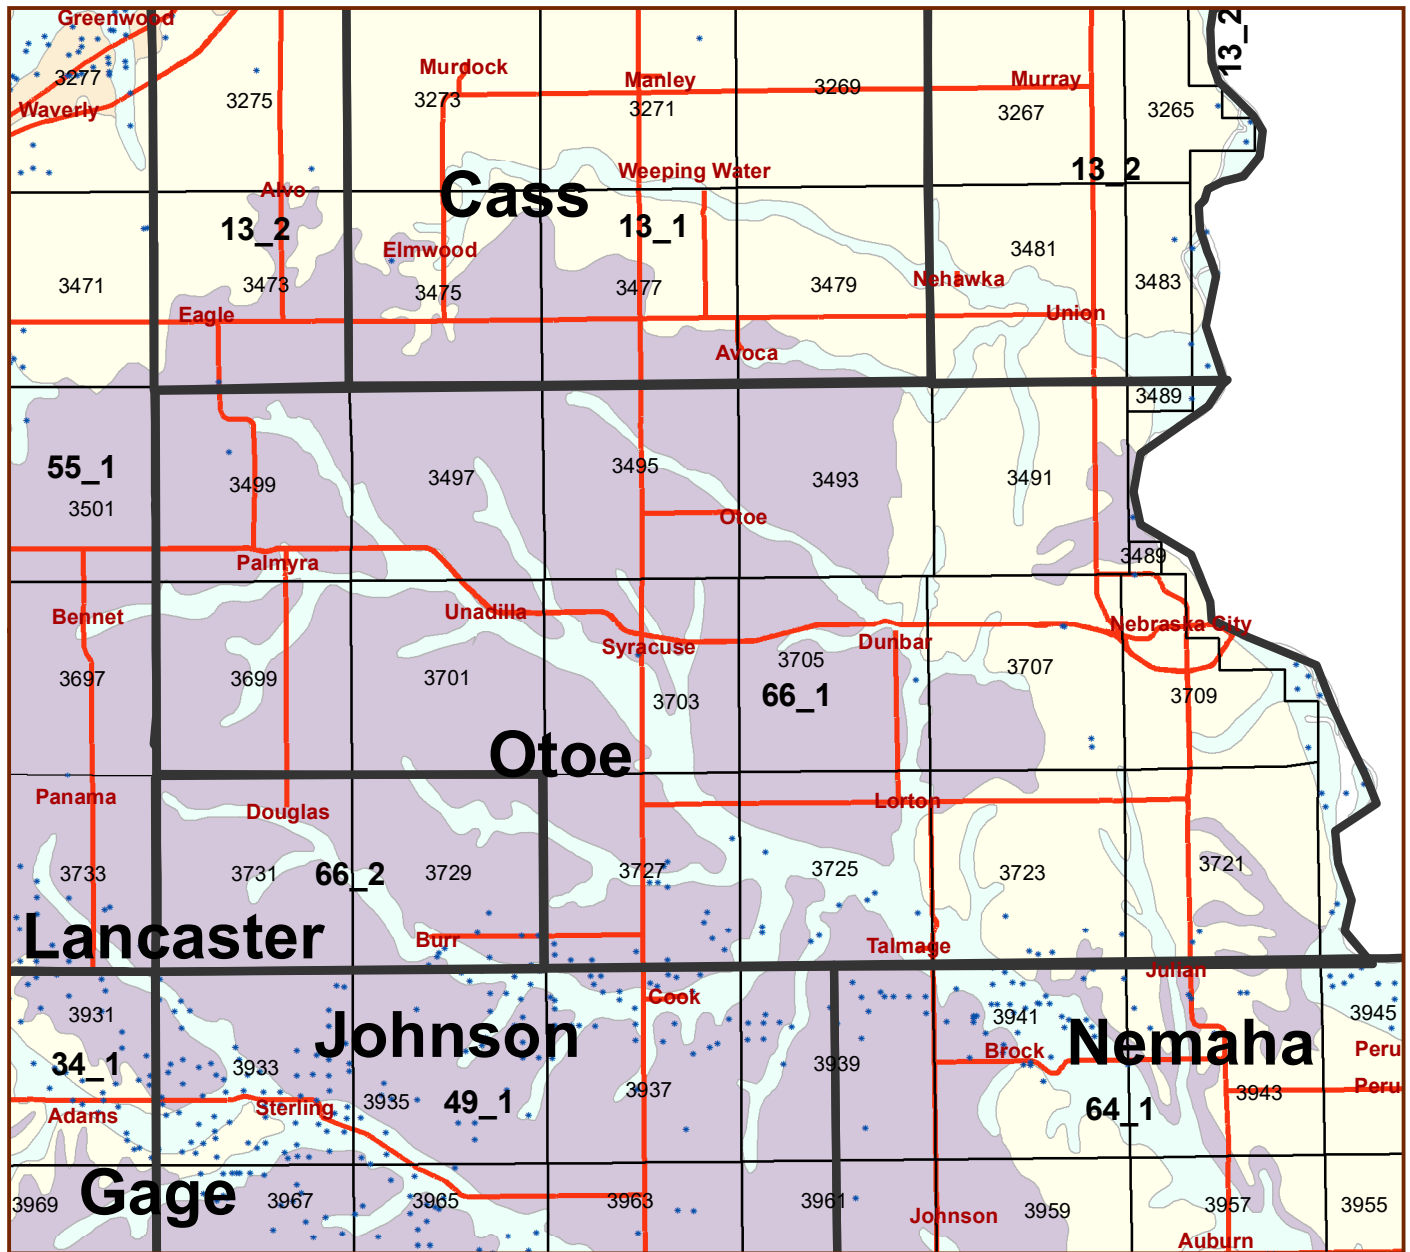 Greenwood
13_2
Murdock
Manley
Murray
3277
3275
3273
3271
3269
3267
3265
Waverly
Weeping Water
13_2
Alvo
Cass
13_2
13_1
Elmwood
3481
3471
3473
3475
3477
3479
Nehawka
3483
Eagle
Union
Avoca
3489
55_1
3501
3499
3497
3495
3493
3491
Otoe
3489
Palmyra
Bennet
Unadilla
Syracuse
Dunbar
Nebraska City
3697
3699
3701
3703
3705
3707
3709
66_1
Otoe
Panama
Douglas
Lorton
3733
3731
66_2
3729
3727
3725
3723
3721
Lancaster
Burr
Talmage
Julian
Cook
3931
3941
3945
Johnson
Nemaha
34_1
3933
3939
Brock
Peru
Adams
Sterling
3935
49_1
3937
64_1
3943
Peru
Gage
3969
3967
3965
3963
3961
Johnson
3959
3957
3955
Auburn